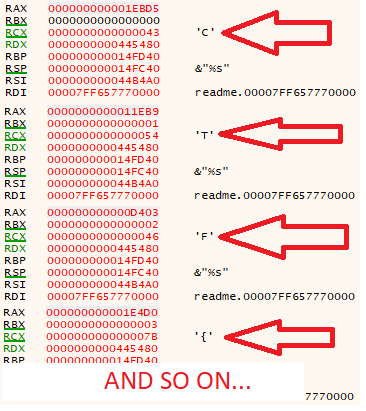 RAX 000000000001EBD5
RBX 0000000000000000
RCX 0000000000000043 'C'
RDX 0000000000445480
RBP 000000000014FD40
RSP 000000000014FC40 &"%s"
RSI 000000000044B4A0
RDI 00007FF657770000 readme.00007FF657770000
RAX 0000000000011EB9
RBX 0000000000000001
RCX 0000000000000054 'T'
RDX 0000000000445480
RBP 000000000014FD40
RSP 000000000014FC40 &"%s"
RSI 000000000044B4A0
RDI 00007FF657770000 readme.00007FF657770000
RAX 000000000000D403
RBX 0000000000000002
RCX 0000000000000046 'F'
RDX 0000000000445480
RBP 000000000014FD40
RSP 000000000014FC40 &"%s"
RSI 000000000044B4A0
RDI 00007FF657770000 readme.00007FF657770000
RAX 000000000001E4D0
RBX 0000000000000003
RCX 000000000000007B '{'
RDX 0000000000445480
RBP 000000000014FD40
AND SO ON...
7770000